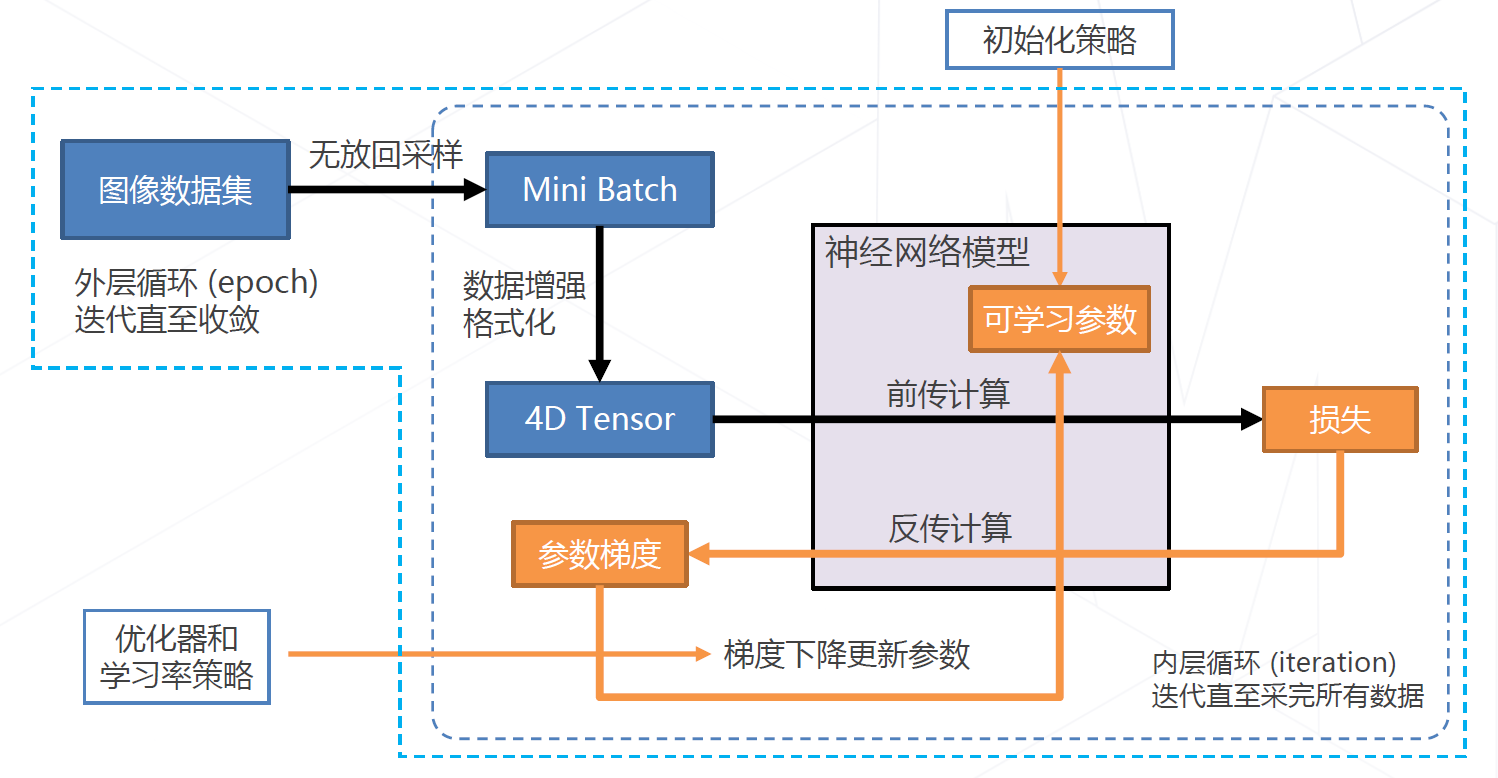 初始化策略
图像数据集
无放回采样
Mini Batch
外层循环 (epoch)
迭代直至收敛
数据增强
格式化
神经网络模型
可学习参数
4D Tensor
前传计算
损失
反传计算
参数梯度
优化器和
学习率策略
梯度下降更新参数
内层循环 (iteration)
迭代直至采完所有数据